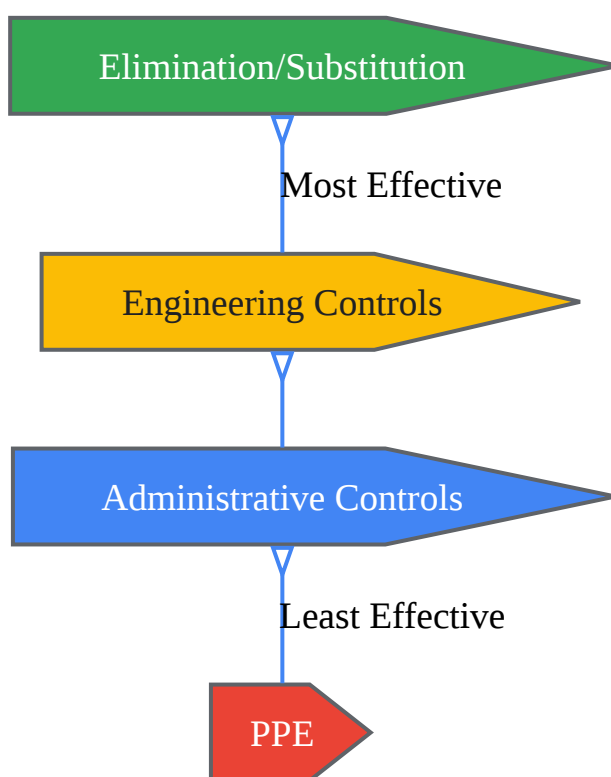 Elimination/Substitution
Most Effective
Engineering Controls
Administrative Controls
Least Effective
PPE